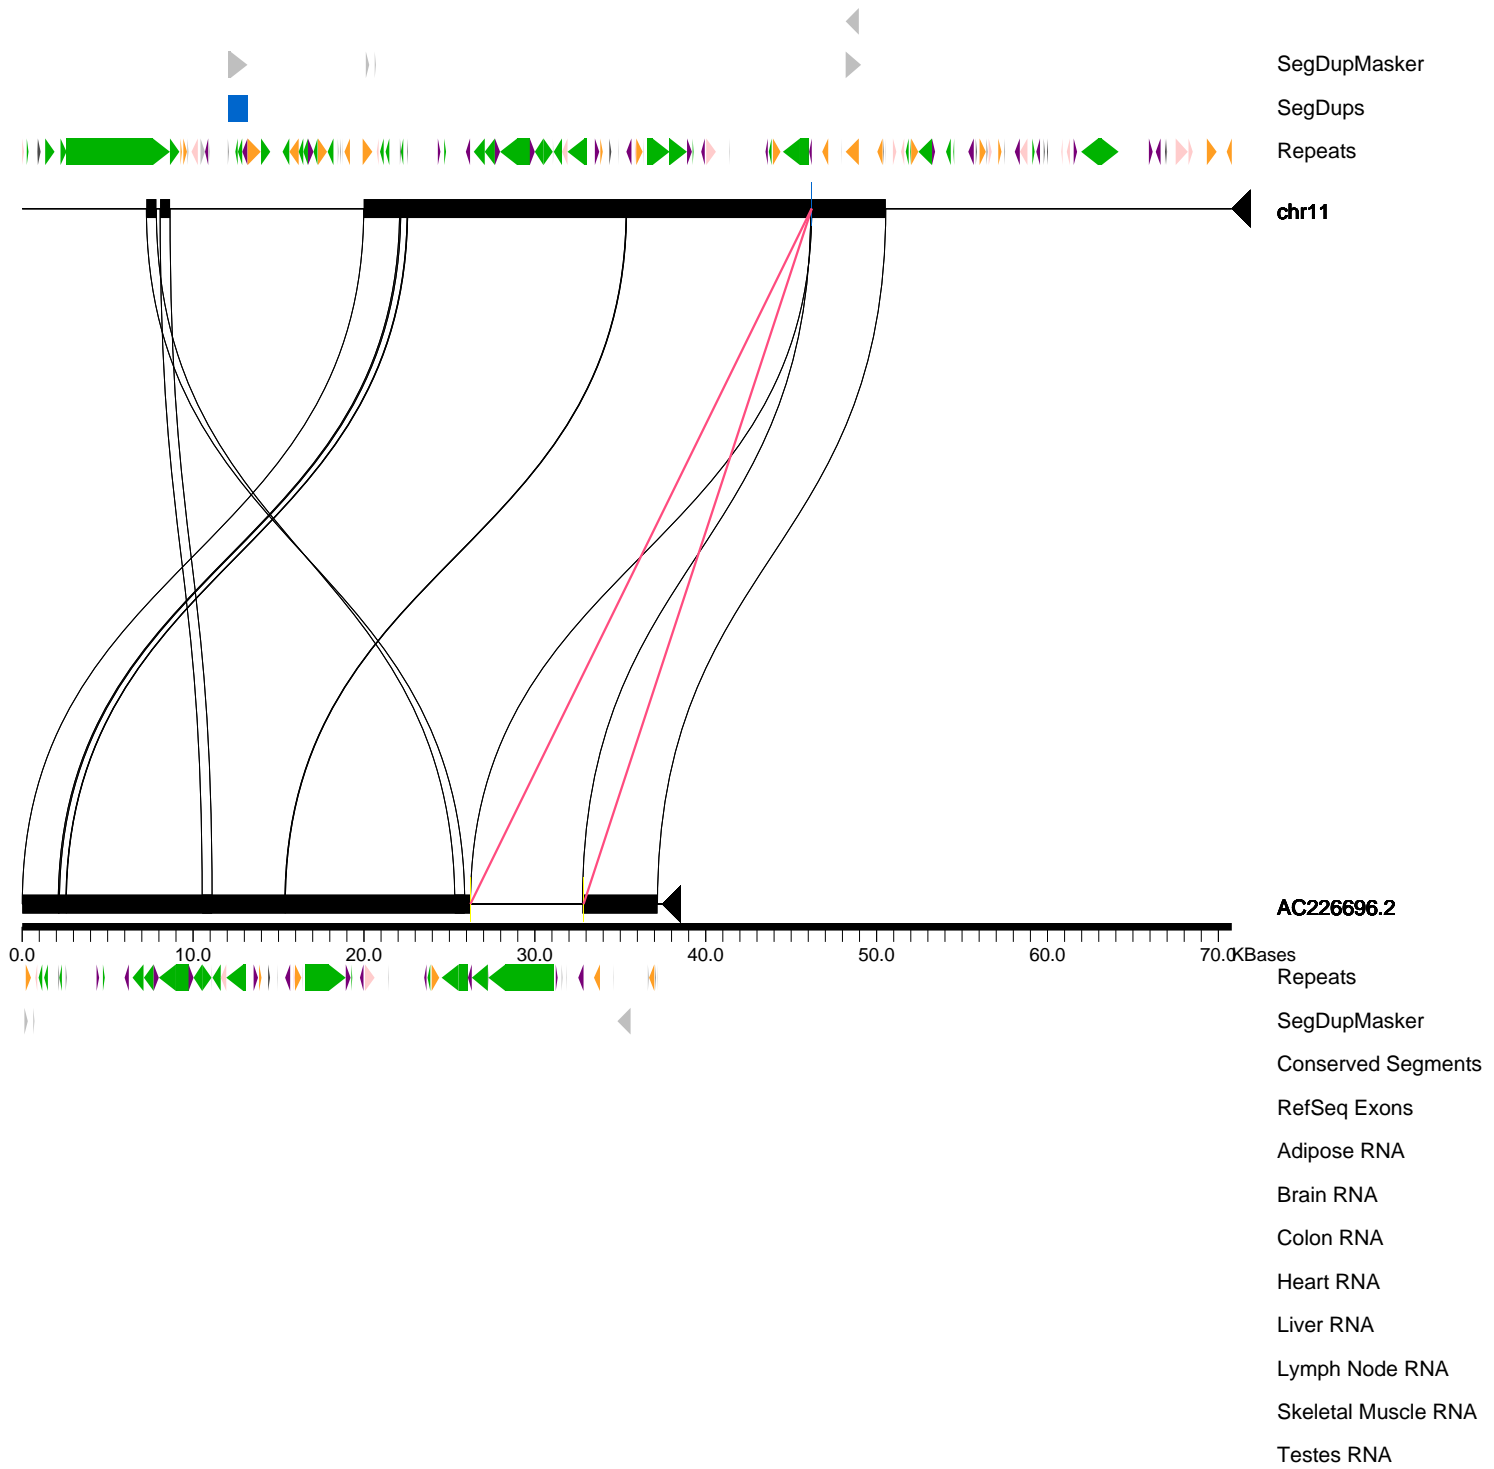 SegDupMasker
SegDups
Repeats
chr11
AC226696.2
0.0 10.0 20.0 30.0 40.0 50.0 60.0 70.0 KBases
Repeats
SegDupMasker
Conserved Segments
RefSeq Exons
Adipose RNA
Brain RNA
Colon RNA
Heart RNA
Liver RNA
Lymph Node RNA
Skeletal Muscle RNA
Testes RNA